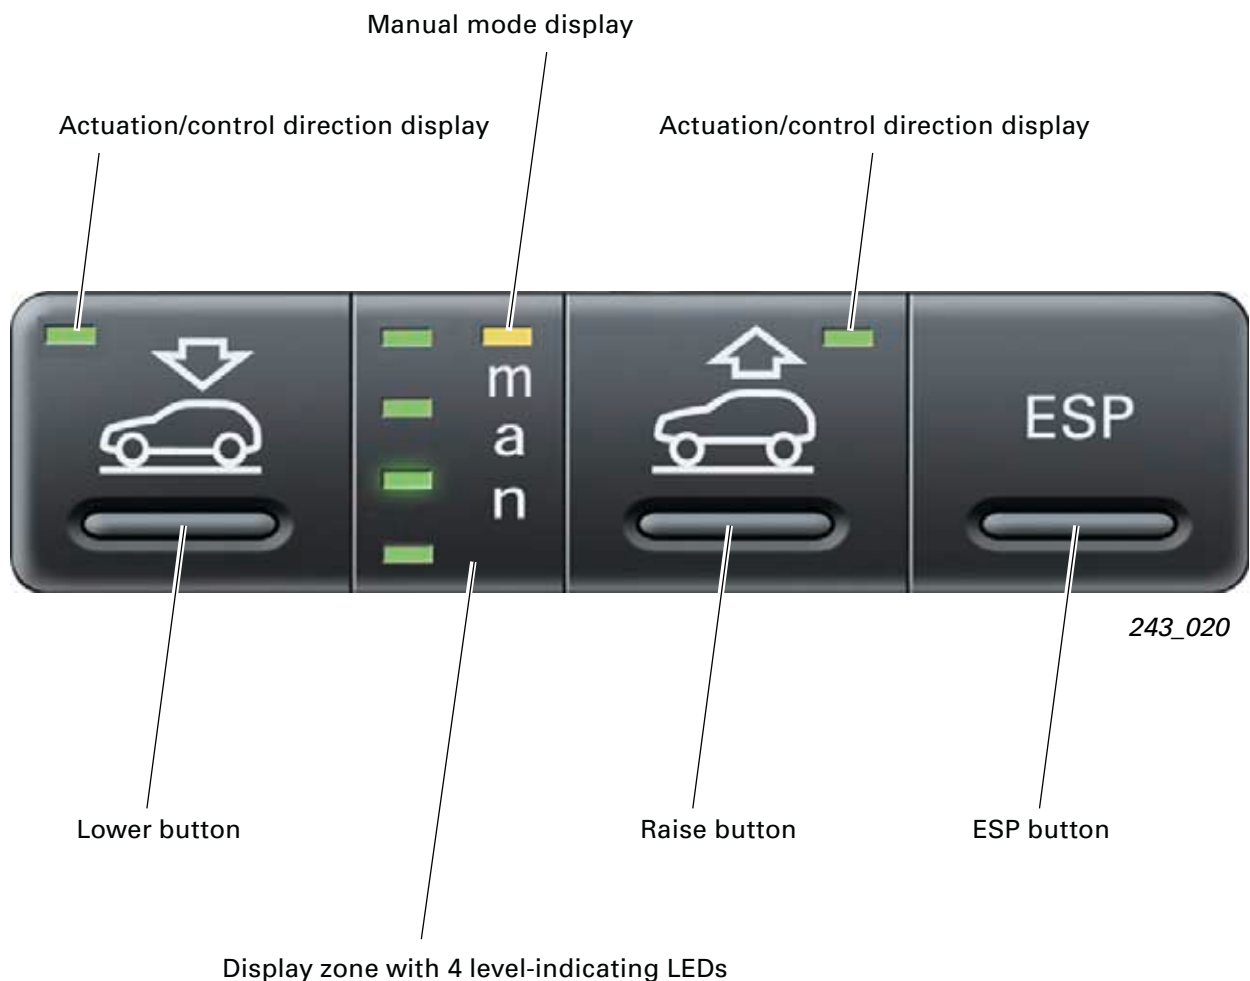 Manual mode display
Actuation/control direction display
Actuation/control direction display
m
a
n
ESP
243_020
Lower button
Raise button
ESP button
Display zone with 4 level-indicating LEDs